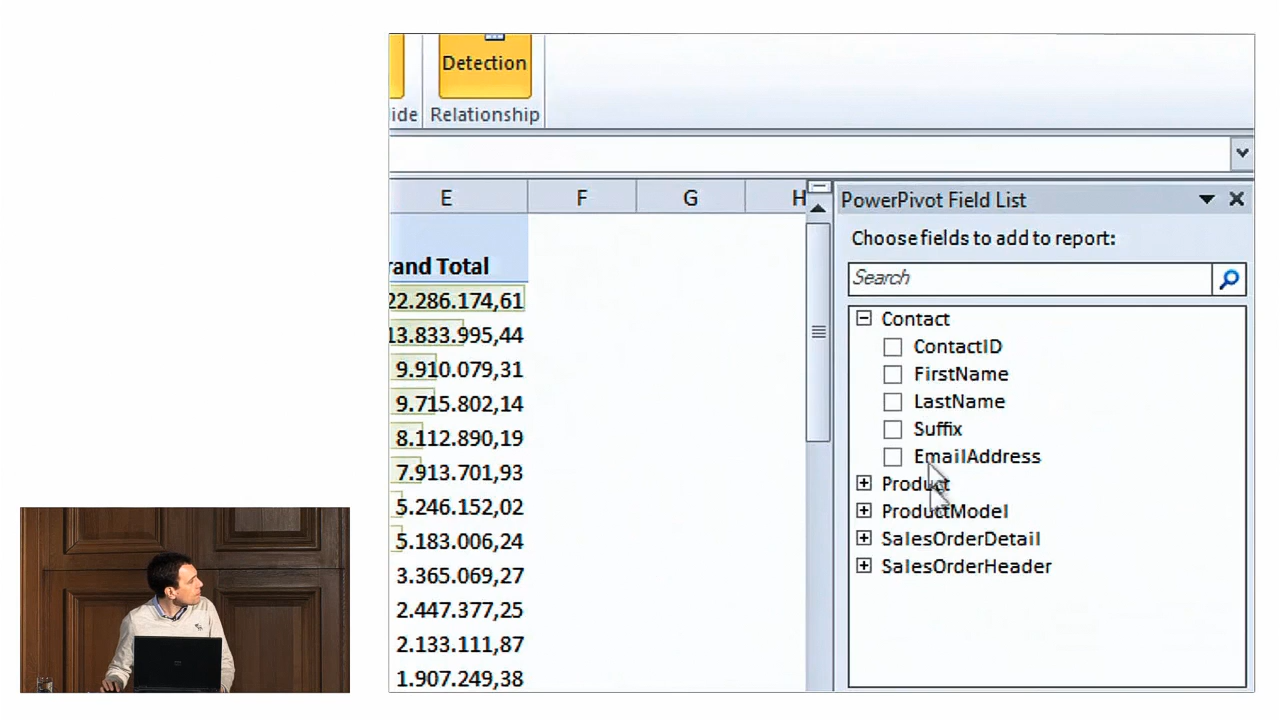 Detection
ide
Relationship
E F G H
rand Total
22.286.174,61
13.833.995,44
9.910.079,31
9.715.802,14
8.112.890,19
7.913.701,93
5.246.152,02
5.183.006,24
3.365.069,27
2.447.377,25
2.133.111,87
1.907.249,38
PowerPivot Field List
Choose fields to add to report:
Search
Contact
ContactID
FirstName
LastName
Suffix
EmailAddress
Product
ProductModel
SalesOrderDetail
SalesOrderHeader